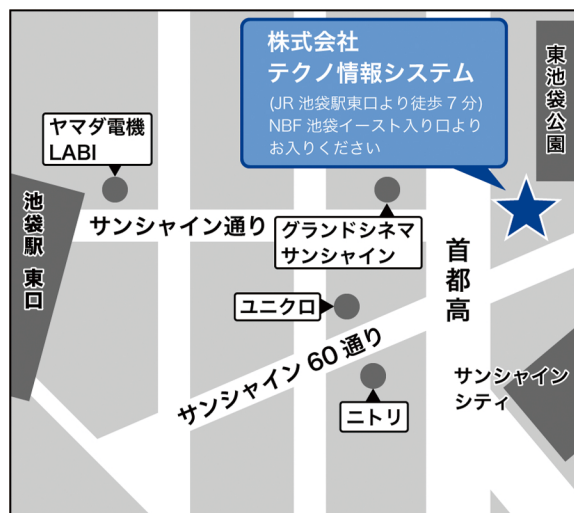 株式会社
テクノ情報システム
(JR 池袋駅東口より徒歩 7 分)
NBF 池袋イースト入り口より
お入りください
東池袋公園
ヤマダ電機
LABI
池袋駅 東口
サンシャイン通り
グランドシネマ
サンシャイン
首都高
ユニクロ
サンシャイン 60 通り
サンシャイン
シティ
ニトリ